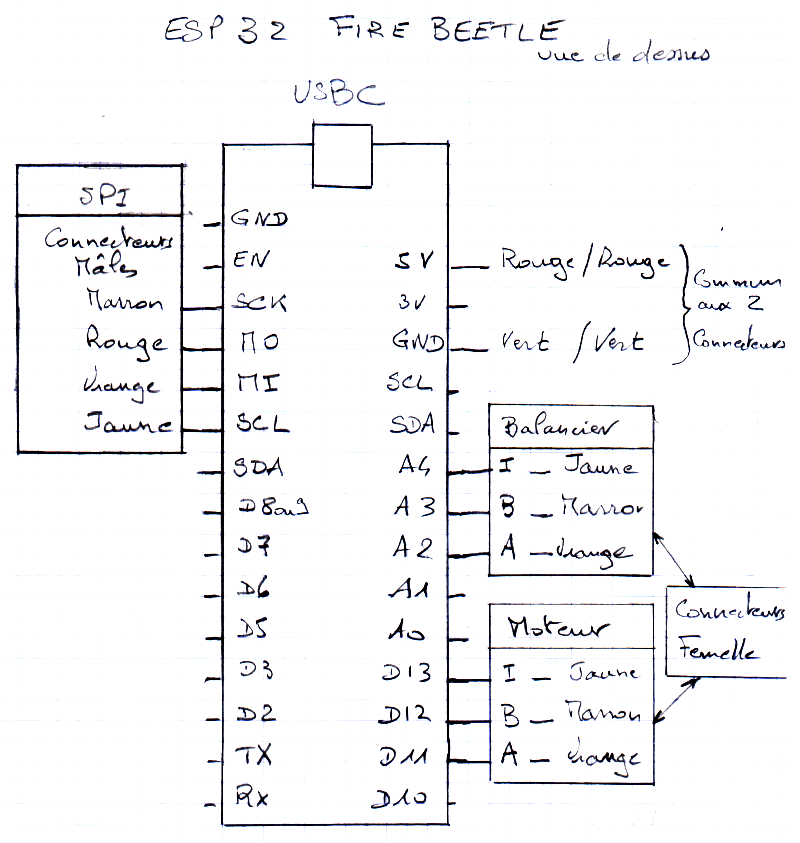 ESP 32 FIRE BEETLE
vue de dessus
USBC
SPI
Connecteurs
Mâles
Marron
Rouge
Orange
Jaune
GND
EN
SCK
MO
MI
SCL
SDA
D8ou9
D7
D6
D5
D3
D2
TX
Rx
5V
3V
GND
SCL
SDA
A4
A3
A2
A1
A0
D13
D12
D11
D10
Rouge / Rouge
Vert / Vert
Commun
aux 2
Connecteurs
Balancier
I — Jaune
B — Marron
A — Orange
Moteur
I — Jaune
B — Marron
A — Orange
Connecteurs
Femelle